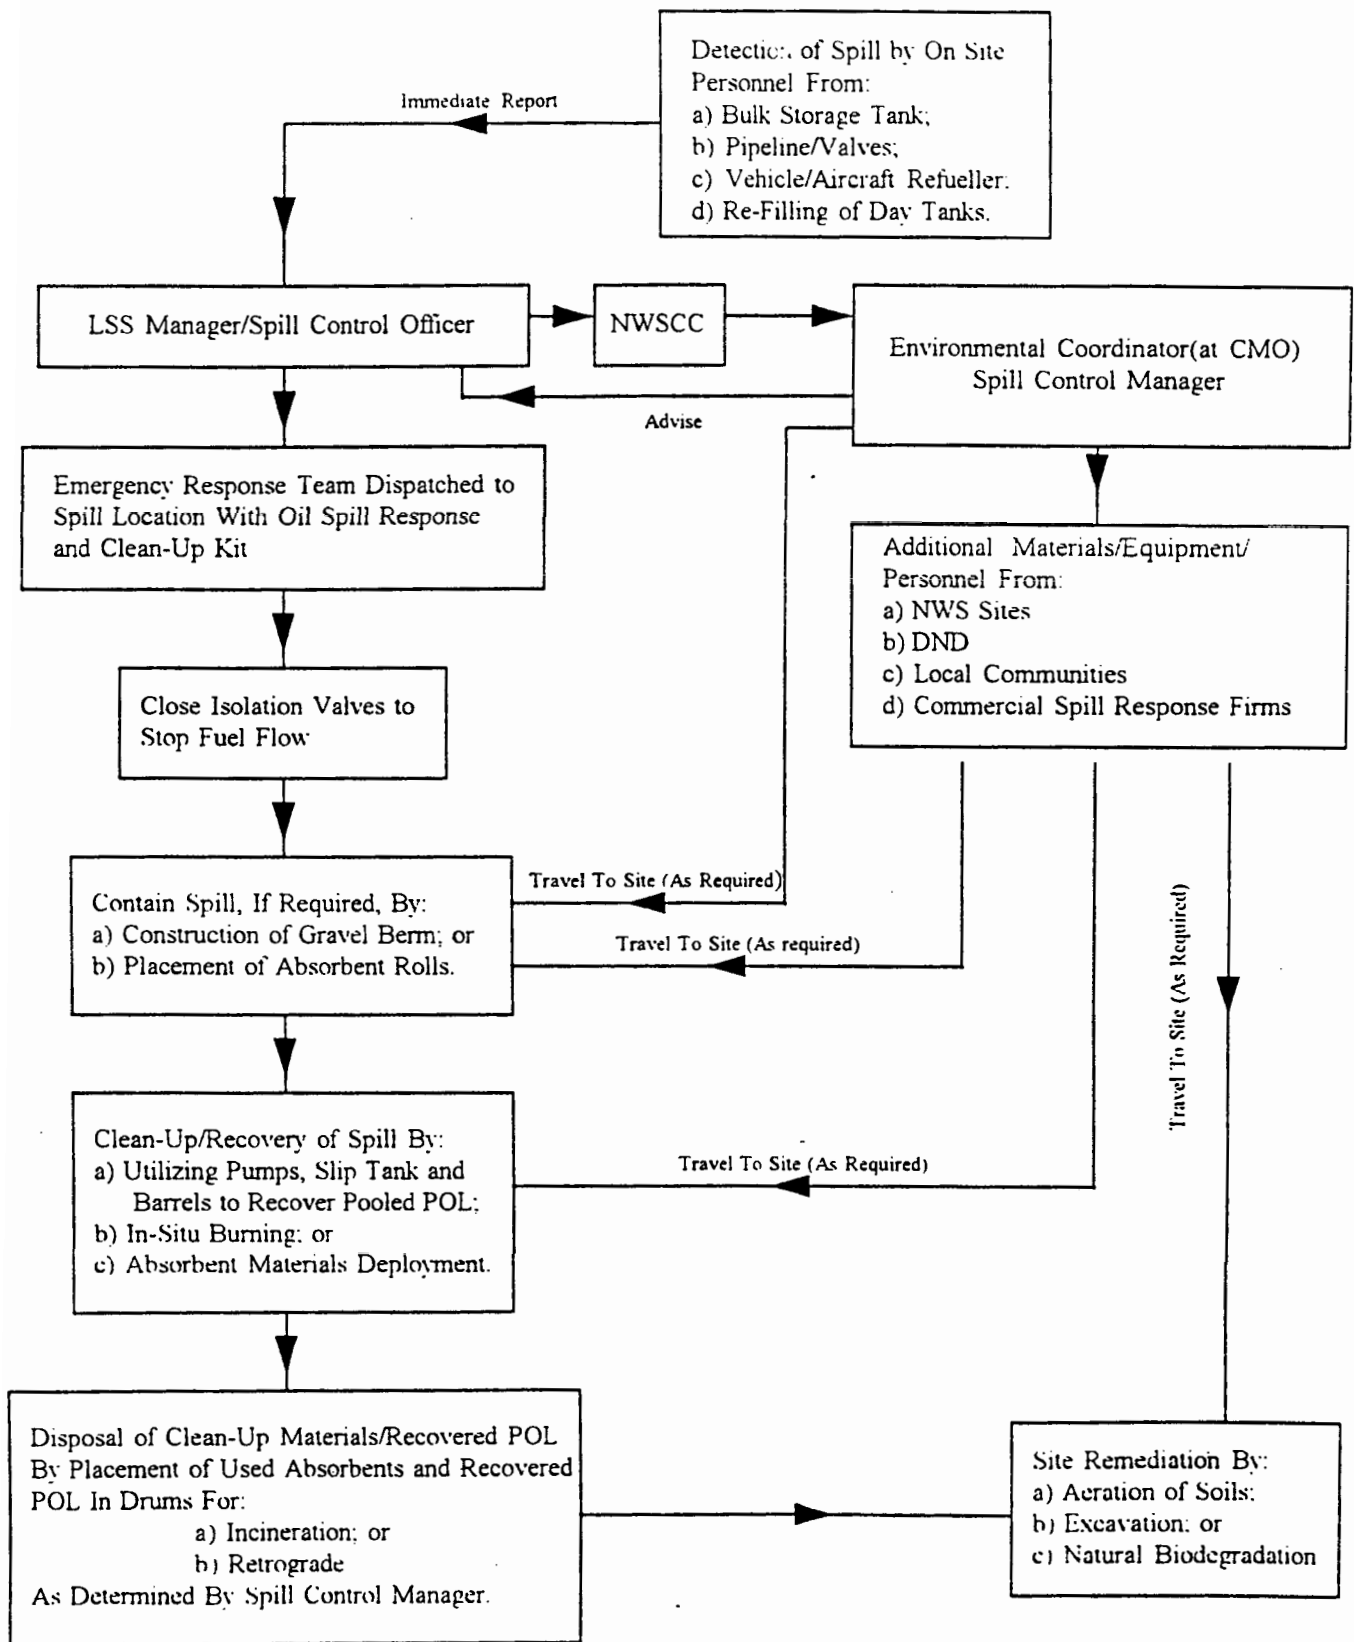 Detection of Spill by On Site
Personnel From:
a) Bulk Storage Tank;
b) Pipeline/Valves;
c) Vehicle/Aircraft Refueller.
d) Re-Filling of Day Tanks.
Immediate Report
LSS Manager/Spill Control Officer
NWSCC
Environmental Coordinator(at CMO)
Spill Control Manager
Advise
Emergency Response Team Dispatched to
Spill Location With Oil Spill Response
and Clean-Up Kit
Additional Materials/Equipment/
Personnel From:
a) NWS Sites
b) DND
c) Local Communities
d) Commercial Spill Response Firms
Close Isolation Valves to
Stop Fuel Flow
Contain Spill, If Required, By:
a) Construction of Gravel Berm; or
b) Placement of Absorbent Rolls.
Travel To Site (As Required)
Travel To Site (As required)
Travel To Site (As Required)
Clean-Up/Recovery of Spill By:
a) Utilizing Pumps, Slip Tank and
Barrels to Recover Pooled POL;
b) In-Situ Burning; or
c) Absorbent Materials Deployment.
Travel To Site (As Required)
Disposal of Clean-Up Materials/Recovered POL
By Placement of Used Absorbents and Recovered
POL In Drums For:
a) Incineration; or
b) Retrograde
As Determined By Spill Control Manager.
Site Remediation By:
a) Aeration of Soils;
b) Excavation; or
c) Natural Biodegradation